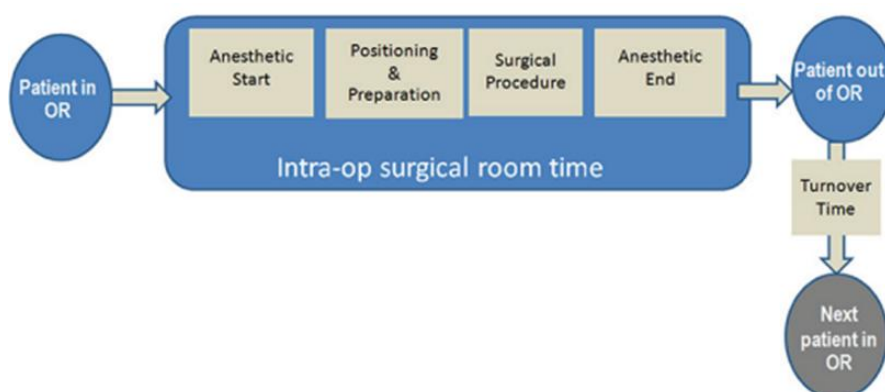 Patient in
OR
Anesthetic
Start
Positioning
&
Preparation
Surgical
Procedure
Anesthetic
End
Intra-op surgical room time
Patient out
of OR
Turnover
Time
Next
patient in
OR